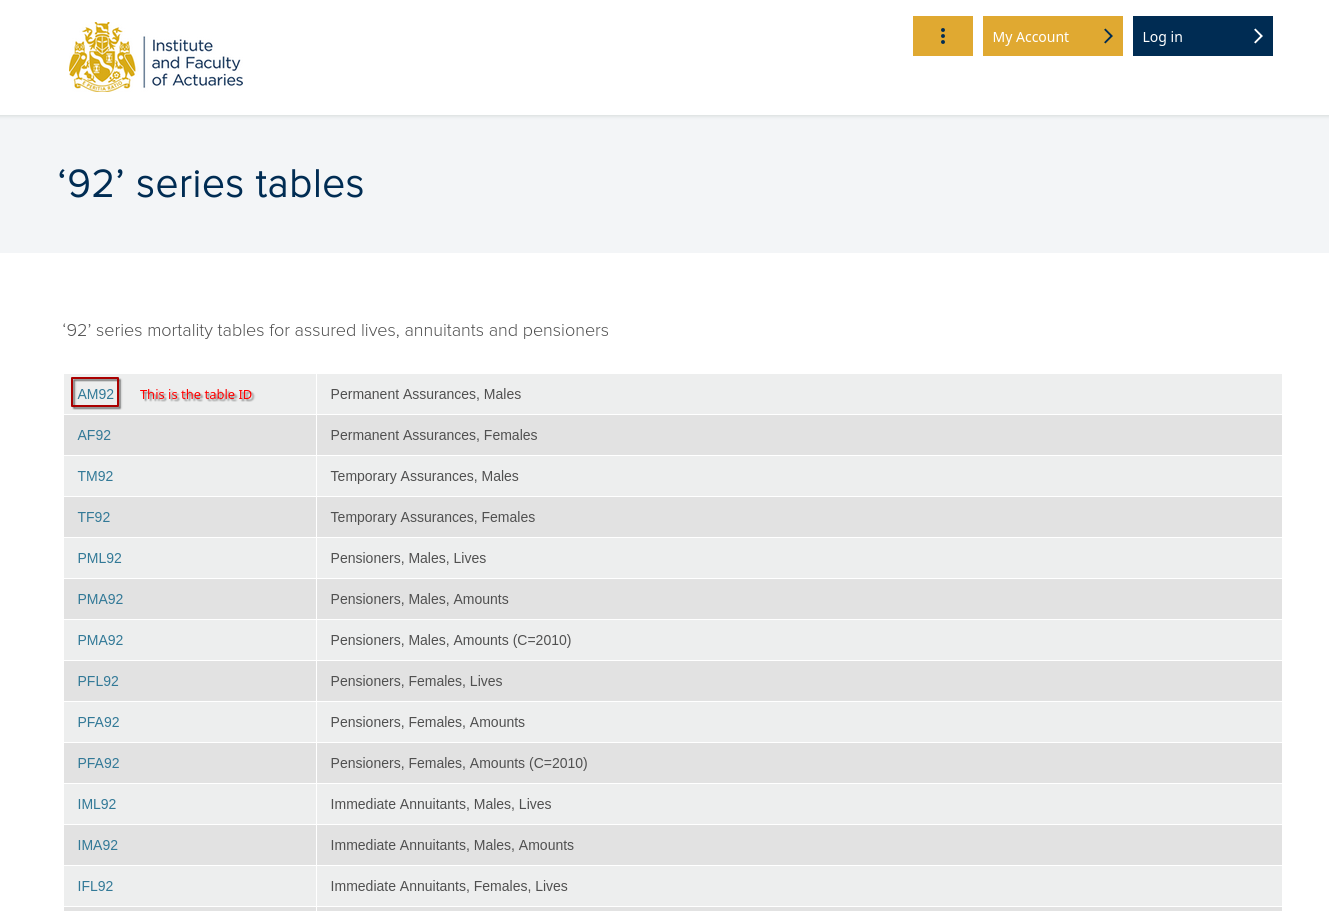 Institute
and Faculty
of Actuaries
My Account
Log in
‘92’ series tables
‘92’ series mortality tables for assured lives, annuitants and pensioners
AM92 This is the table ID Permanent Assurances, Males
AF92 Permanent Assurances, Females
TM92 Temporary Assurances, Males
TF92 Temporary Assurances, Females
PML92 Pensioners, Males, Lives
PMA92 Pensioners, Males, Amounts
PMA92 Pensioners, Males, Amounts (C=2010)
PFL92 Pensioners, Females, Lives
PFA92 Pensioners, Females, Amounts
PFA92 Pensioners, Females, Amounts (C=2010)
IML92 Immediate Annuitants, Males, Lives
IMA92 Immediate Annuitants, Males, Amounts
IFL92 Immediate Annuitants, Females, Lives